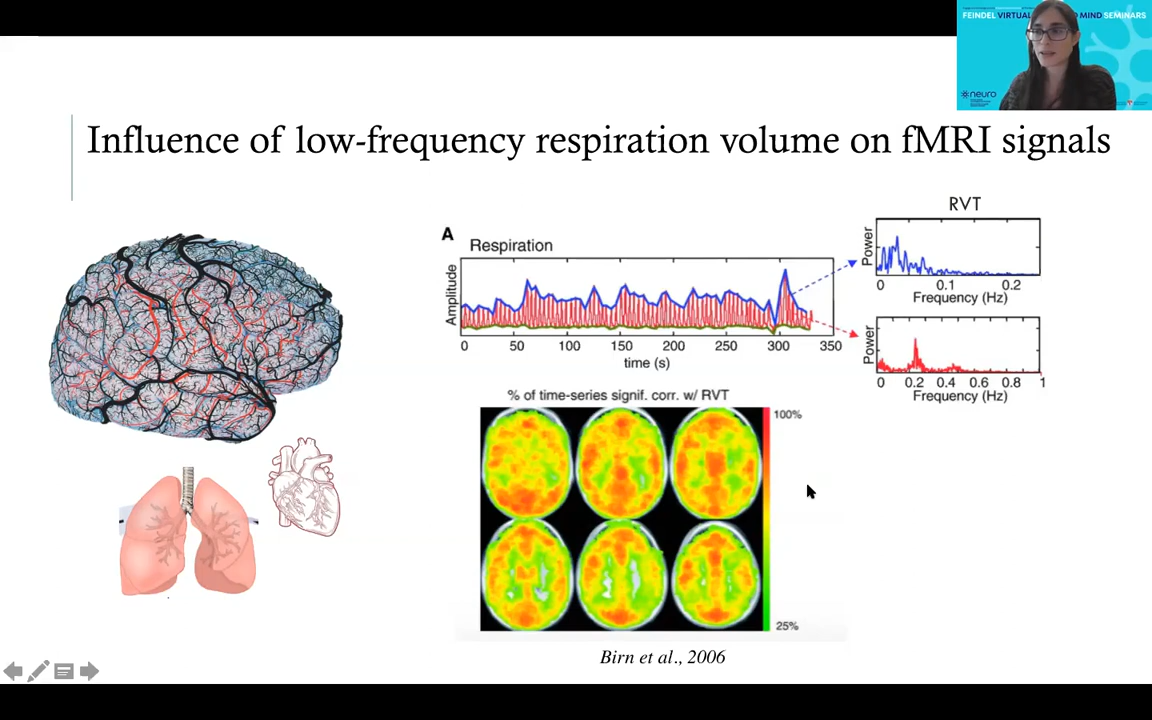 FEINDEL VIRTUAL MIND SEMINARS
neuro
Influence of low-frequency respiration volume on fMRI signals
A
Respiration
Amplitude
0 50 100 150 200 250 300 350
time (s)
RVT
Power
0 0.1 0.2
Frequency (Hz)
Power
0 0.2 0.4 0.6 0.8 1
Frequency (Hz)
% of time-series signif. corr. w/ RVT
100%
25%
Birn et al., 2006